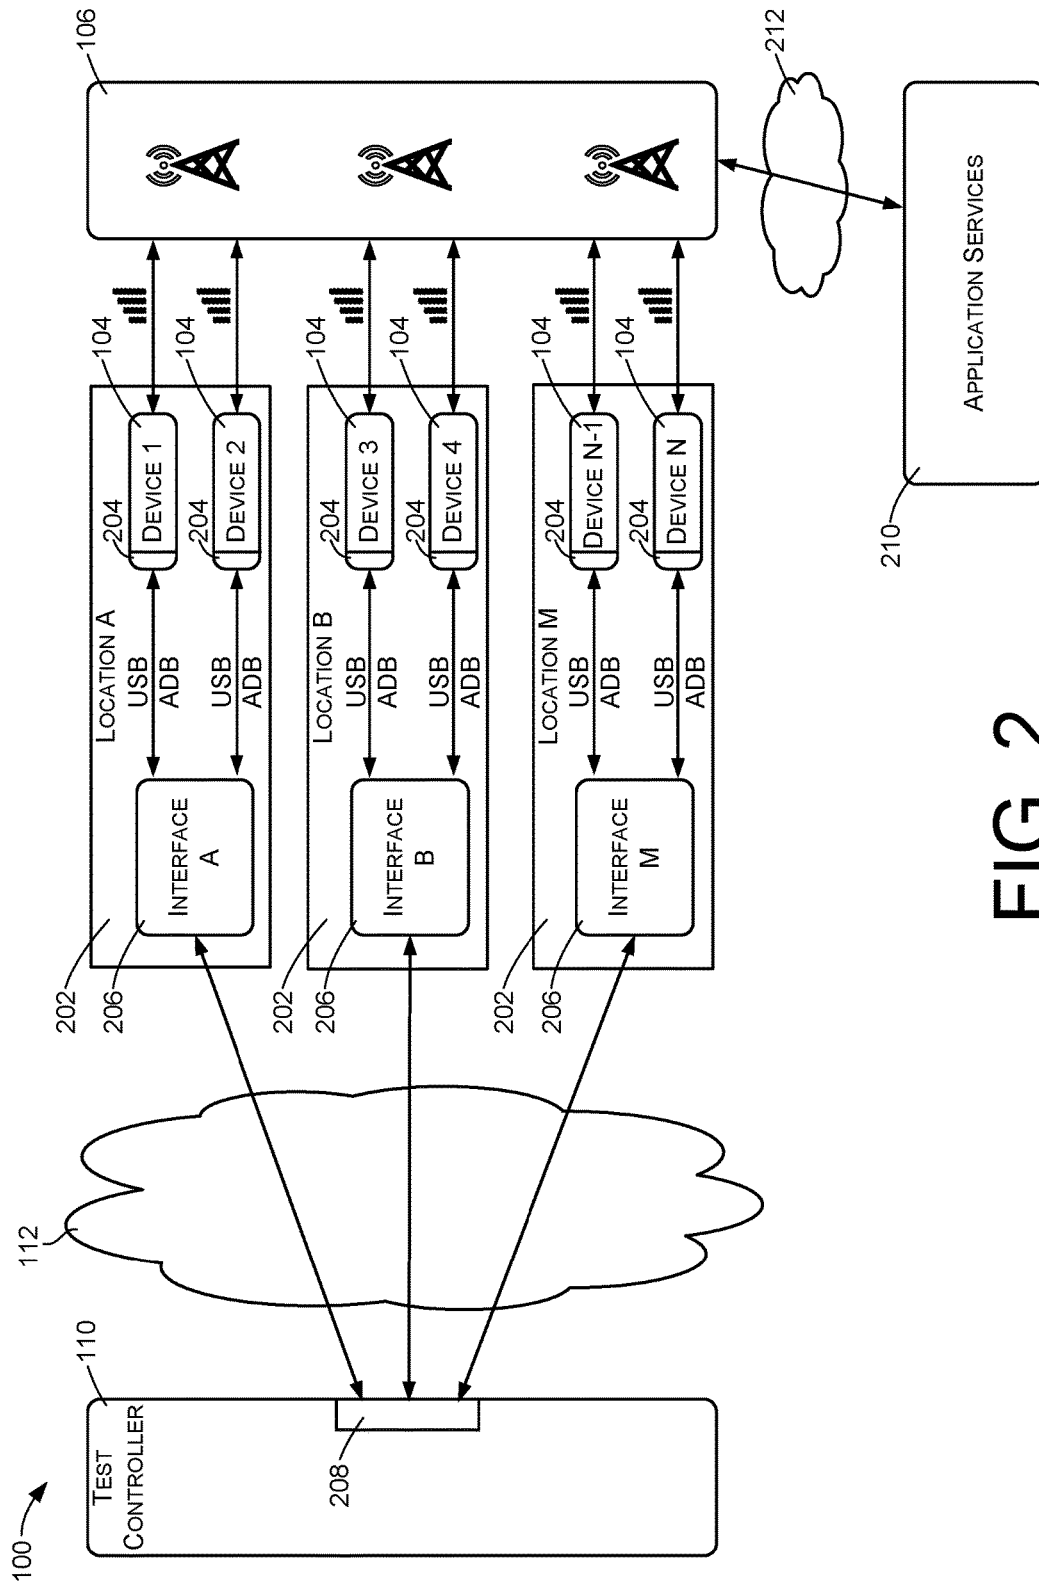 100
TEST
CONTROLLER
110
208
112
202
206
LOCATION A
INTERFACE
A
USB
ADB
USB
ADB
204
DEVICE 1
104
204
DEVICE 2
104
202
206
LOCATION B
INTERFACE
B
USB
ADB
USB
ADB
204
DEVICE 3
104
204
DEVICE 4
104
202
206
LOCATION M
INTERFACE
M
USB
ADB
USB
ADB
204
DEVICE N-1
104
204
DEVICE N
104
106
212
210
APPLICATION SERVICES
FIG. 2